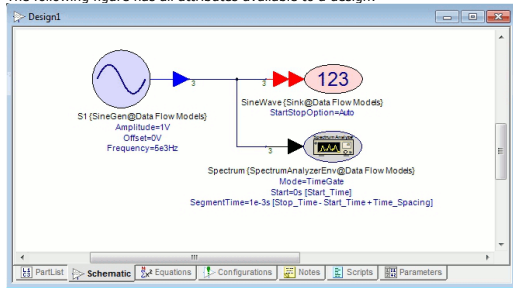 The following figure has all attributes available to a design.
Design1
3
3
123
S1 {SineGen@Data Flow Models}
Amplitude=1V
Offset=0V
Frequency=5e3Hz
SineWave {Sink@Data Flow Models}
StartStopOption=Auto
Spectrum Analyzer
3
Spectrum {SpectrumAnalyzerEnv@Data Flow Models}
Mode=TimeGate
Start=0s [Start_Time]
SegmentTime=1e-3s [Stop_Time - Start_Time + Time_Spacing]
PartList Schematic Equations Configurations Notes Scripts Parameters